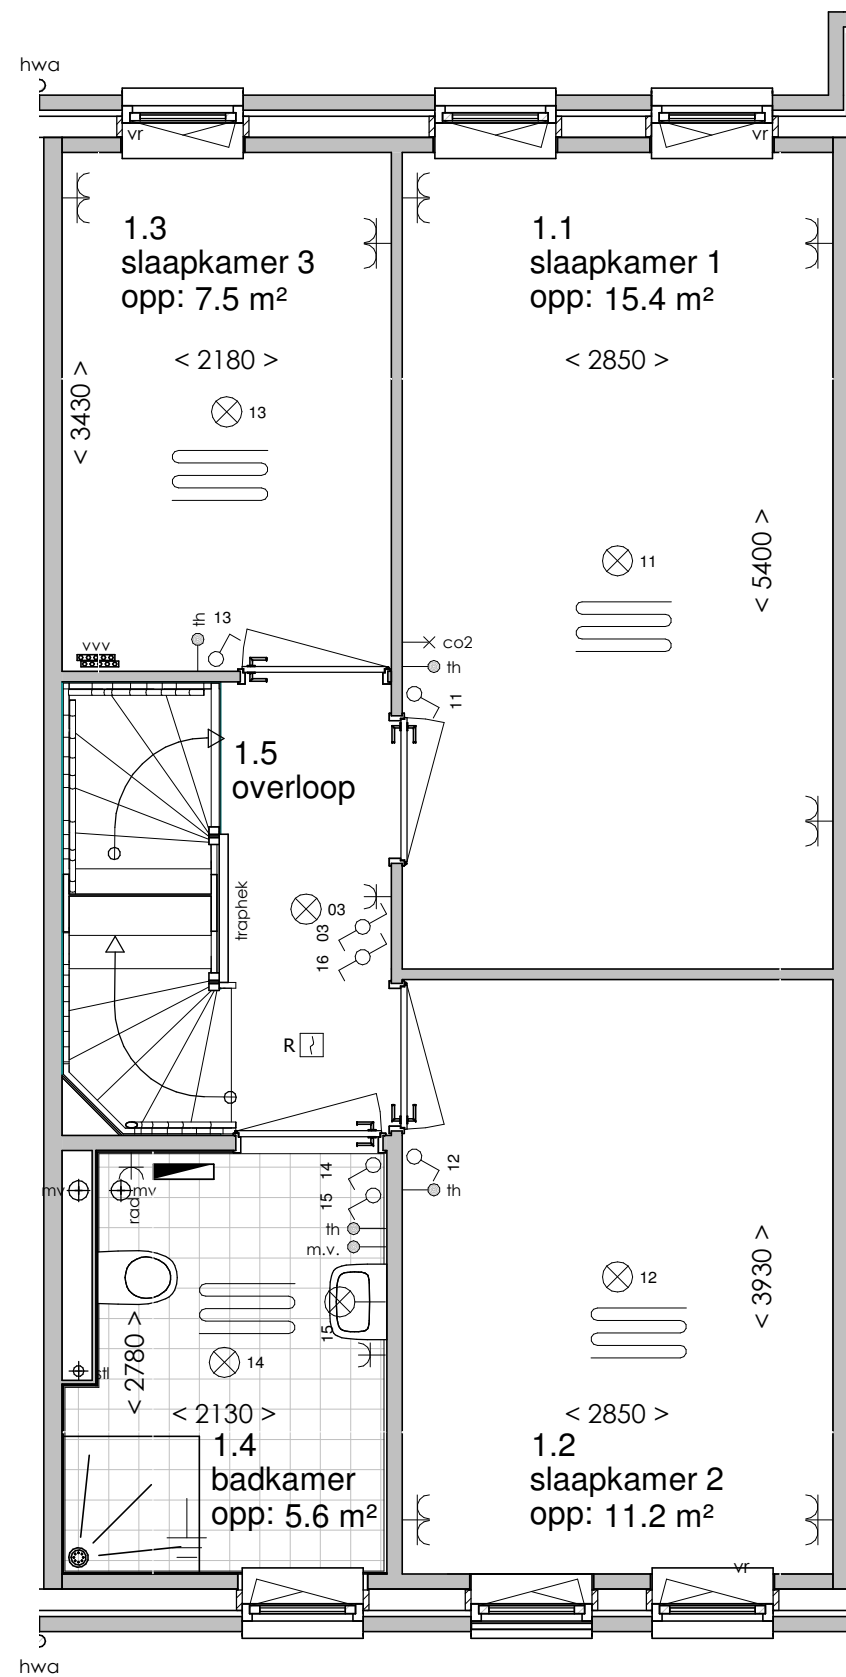 hwa
vr
vr
1.3
slaapkamer 3
opp: 7.5 m²
1.1
slaapkamer 1
opp: 15.4 m²
< 2180 >
< 2850 >
< 3430 >
13
< 5400 >
11
th
13
vvv
co2
th
11
1.5
overloop
traphek
03
03
16
R
12
th
mv
mv
rad
14
15
th
m.v.
12
< 3930 >
15
14
stl
< 2780 >
< 2130 >
< 2850 >
1.4
badkamer
opp: 5.6 m²
1.2
slaapkamer 2
opp: 11.2 m²
vr
hwa